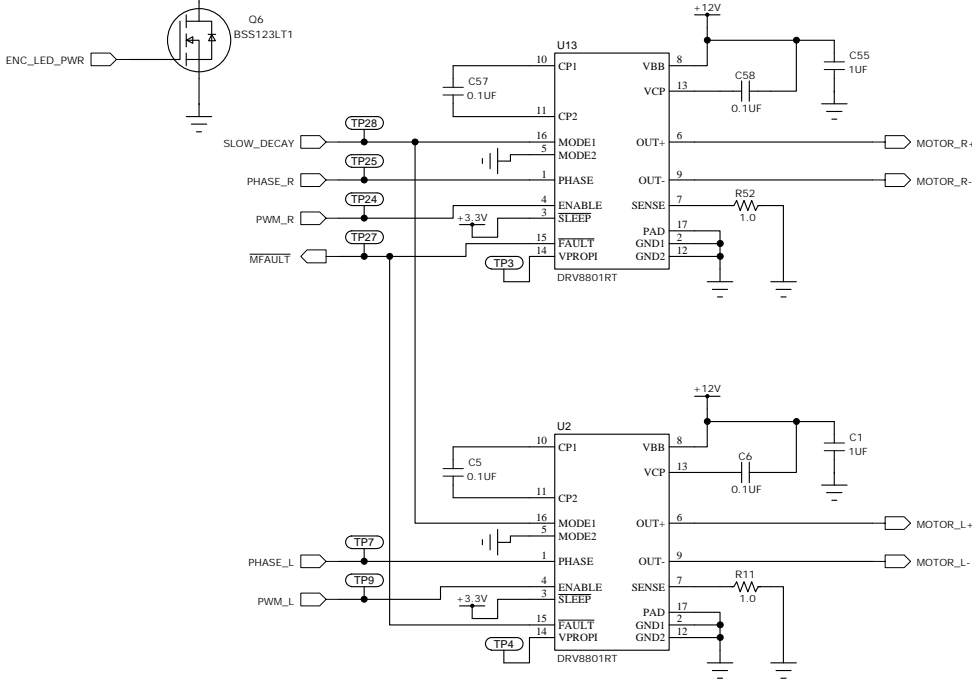 Q6
BSS123LT1
ENC_LED_PWR
+12V
U13
C55
1UF
10 CP1 VBB 8
C57
0.1UF
C58
0.1UF
VCP 13
11 CP2
TP28
SLOW_DECAY
16 MODE1 OUT+ 6
MOTOR_R+
5 MODE2
TP25
PHASE_R
1 PHASE OUT- 9
MOTOR_R-
TP24
PWM_R
4 ENABLE SENSE 7
R52
1.0
+3.3V
3 SLEEP
PAD 17
TP27
MFAULT
15 FAULT GND1 2
14 VPROPI GND2 12
TP3
DRV8801RT
+12V
U2
C1
1UF
10 CP1 VBB 8
C5
0.1UF
C6
0.1UF
VCP 13
11 CP2
16 MODE1 OUT+ 6
MOTOR_L+
5 MODE2
TP7
PHASE_L
1 PHASE OUT- 9
MOTOR_L-
TP9
PWM_L
4 ENABLE SENSE 7
R11
1.0
+3.3V
3 SLEEP
PAD 17
15 FAULT GND1 2
14 VPROPI GND2 12
TP4
DRV8801RT